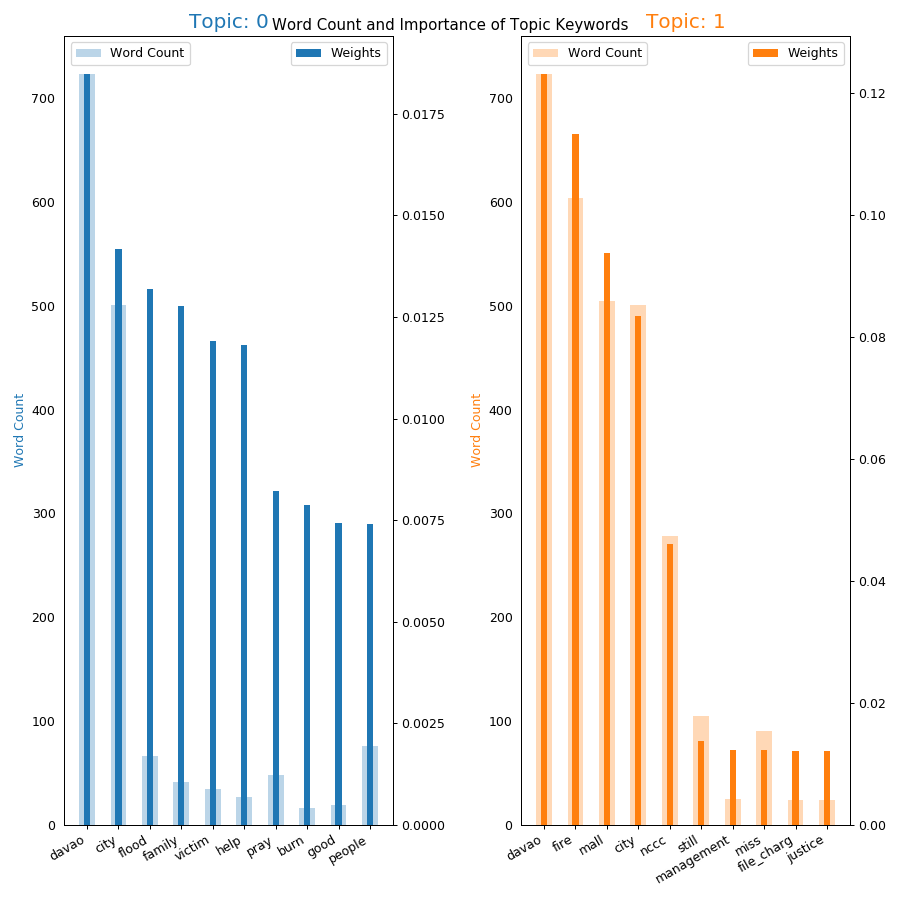 Word Count and Importance of Topic Keywords
Topic: 0
Word Count
Weights
Word Count
700
600
500
400
300
200
100
0
0.0175
0.0150
0.0125
0.0100
0.0075
0.0050
0.0025
0.0000
davao
city
flood
family
victim
help
pray
burn
good
people
Topic: 1
Word Count
Weights
Word Count
700
600
500
400
300
200
100
0
0.12
0.10
0.08
0.06
0.04
0.02
0.00
davao
fire
mall
city
nccc
still
management
miss
file_charg
justice